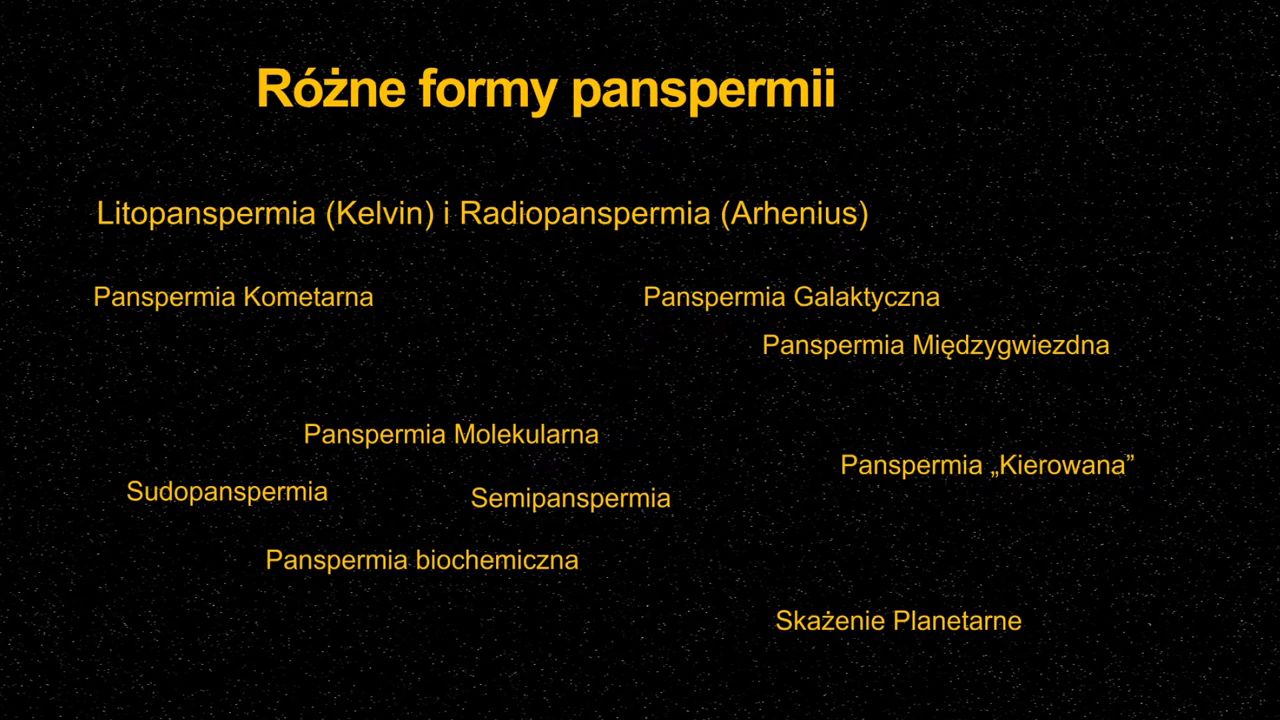 Różne formy panspermii
Litopanspermia (Kelvin) i Radiopanspermia (Arhenius)
Panspermia Kometarna
Panspermia Galaktyczna
Panspermia Międzygwiezdna
Panspermia Molekularna
Panspermia „Kierowana”
Sudopanspermia
Semipanspermia
Panspermia biochemiczna
Skażenie Planetarne